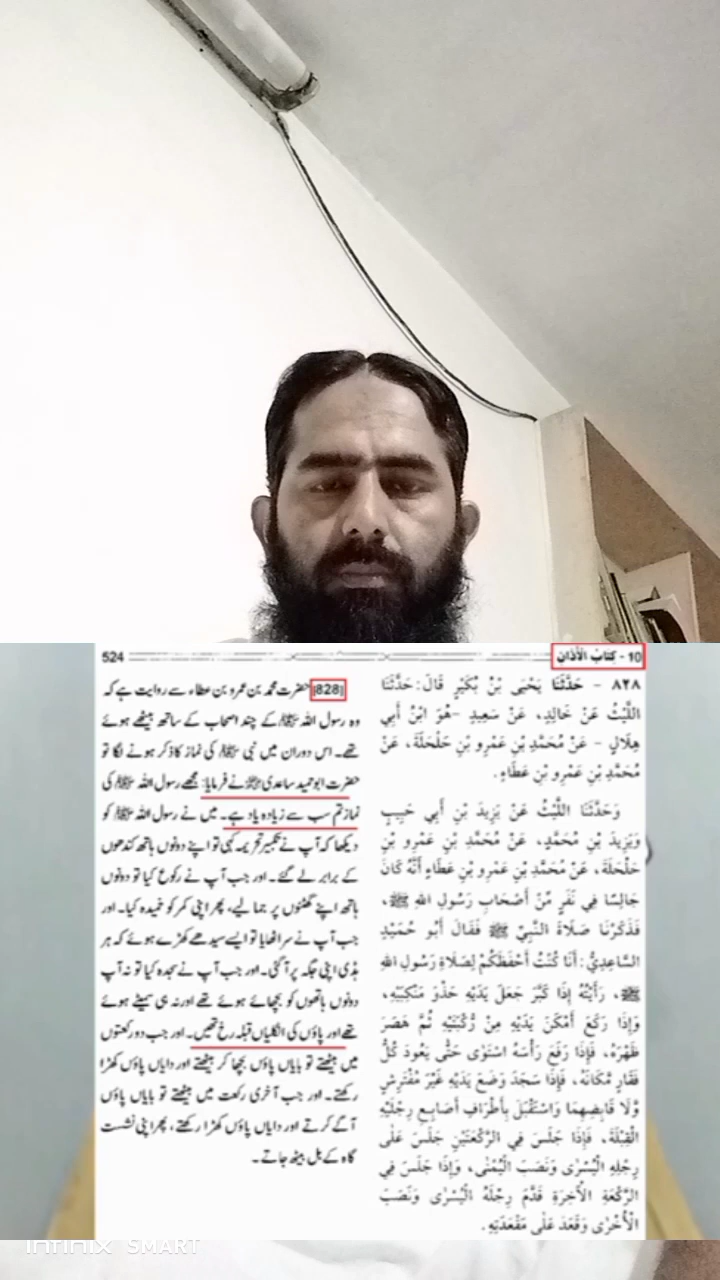 10 - كِتَابُ الْأَذَانِ
524
٨٢٨ - حَدَّثَنَا يَحْيَى بْنُ بُكَيْرٍ قَالَ: حَدَّثَنَا
اللَّيْثُ عَنْ خَالِدٍ، عَنْ سَعِيدٍ -هُوَ ابْنُ أَبِي
هِلَالٍ - عَنْ مُحَمَّدِ بْنِ عَمْرِو بْنِ حَلْحَلَةَ، عَنْ
مُحَمَّدِ بْنِ عَمْرِو بْنِ عَطَاءٍ.
وَحَدَّثَنَا اللَّيْثُ عَنْ يَزِيدَ بْنِ أَبِي حَبِيبٍ
وَيَزِيدَ بْنِ مُحَمَّدٍ، عَنْ مُحَمَّدِ بْنِ عَمْرِو بْنِ
حَلْحَلَةَ، عَنْ مُحَمَّدِ بْنِ عَمْرِو بْنِ عَطَاءٍ أَنَّهُ كَانَ
جَالِسًا فِي نَفَرٍ مِّنْ أَصْحَابِ رَسُولِ اللهِ ﷺ،
فَذَكَرْنَا صَلَاةَ النَّبِيِّ ﷺ فَقَالَ أَبُو حُمَيْدٍ
السَّاعِدِيُّ: أَنَا كُنْتُ أَحْفَظَكُمْ لِصَلَاةِ رَسُولِ اللهِ
ﷺ، رَأَيْتُهُ إِذَا كَبَّرَ جَعَلَ يَدَيْهِ حَذْوَ مَنْكِبَيْهِ،
وَإِذَا رَكَعَ أَمْكَنَ يَدَيْهِ مِنْ رُكْبَتَيْهِ ثُمَّ هَصَرَ
ظَهْرَهُ، فَإِذَا رَفَعَ رَأْسَهُ اسْتَوَى حَتَّى يَعُودَ كُلُّ
فَقَارٍ مَّكَانَهُ، فَإِذَا سَجَدَ وَضَعَ يَدَيْهِ غَيْرَ مُفْتَرِشٍ
وَّلَا قَابِضِهِمَا وَاسْتَقْبَلَ بِأَطْرَافِ أَصَابِعِ رِجْلَيْهِ
الْقِبْلَةَ، فَإِذَا جَلَسَ فِي الرَّكْعَتَيْنِ جَلَسَ عَلَى
رِجْلِهِ الْيُسْرَى وَنَصَبَ الْيُمْنَى، وَإِذَا جَلَسَ فِي
الرَّكْعَةِ الْآخِرَةِ قَدَّمَ رِجْلَهُ الْيُسْرَى وَنَصَبَ
الْأُخْرَى وَقَعَدَ عَلَى مَقْعَدَتِهِ.
[828] حضرت محمد بن عمرو بن عطاء سے روایت ہے کہ
وہ رسول اللہ ﷺ کے چند اصحاب کے ساتھ بیٹھے ہوئے
تھے۔ اس دوران میں نبی ﷺ کی نماز کا ذکر ہونے لگا تو
حضرت ابوحمید ساعدی رضی اللہ عنہ نے فرمایا: مجھے رسول اللہ ﷺ کی
نماز تم سب سے زیادہ یاد ہے۔ میں نے رسول اللہ ﷺ کو
دیکھا کہ آپ نے تکبیر تحریمہ کہی تو اپنے دونوں ہاتھ کندھوں
کے برابر لے گئے۔ اور جب آپ نے رکوع کیا تو دونوں
ہاتھ اپنے گھٹنوں پر جما لیے، پھر اپنی کمر کو خمیدہ کیا۔ اور
جب آپ نے سر اٹھایا تو ایسے سیدھے کھڑے ہوئے کہ ہر
ہڈی اپنی جگہ پر آ گئی۔ اور جب آپ نے سجدہ کیا تو نہ آپ
دونوں ہاتھوں کو بچھائے ہوئے تھے اور نہ ہی سمیٹے ہوئے
تھے اور پاؤں کی انگلیاں قبلہ رخ تھیں۔ اور جب دو رکعتوں
میں بیٹھتے تو بایاں پاؤں بچھا کر بیٹھتے اور دایاں پاؤں کھڑا
رکھتے۔ اور جب آخری رکعت میں بیٹھتے تو بایاں پاؤں
آگے کرتے اور دایاں پاؤں کھڑا رکھتے، پھر اپنی نشست
گاہ کے بل بیٹھ جاتے۔
Infinix SMART